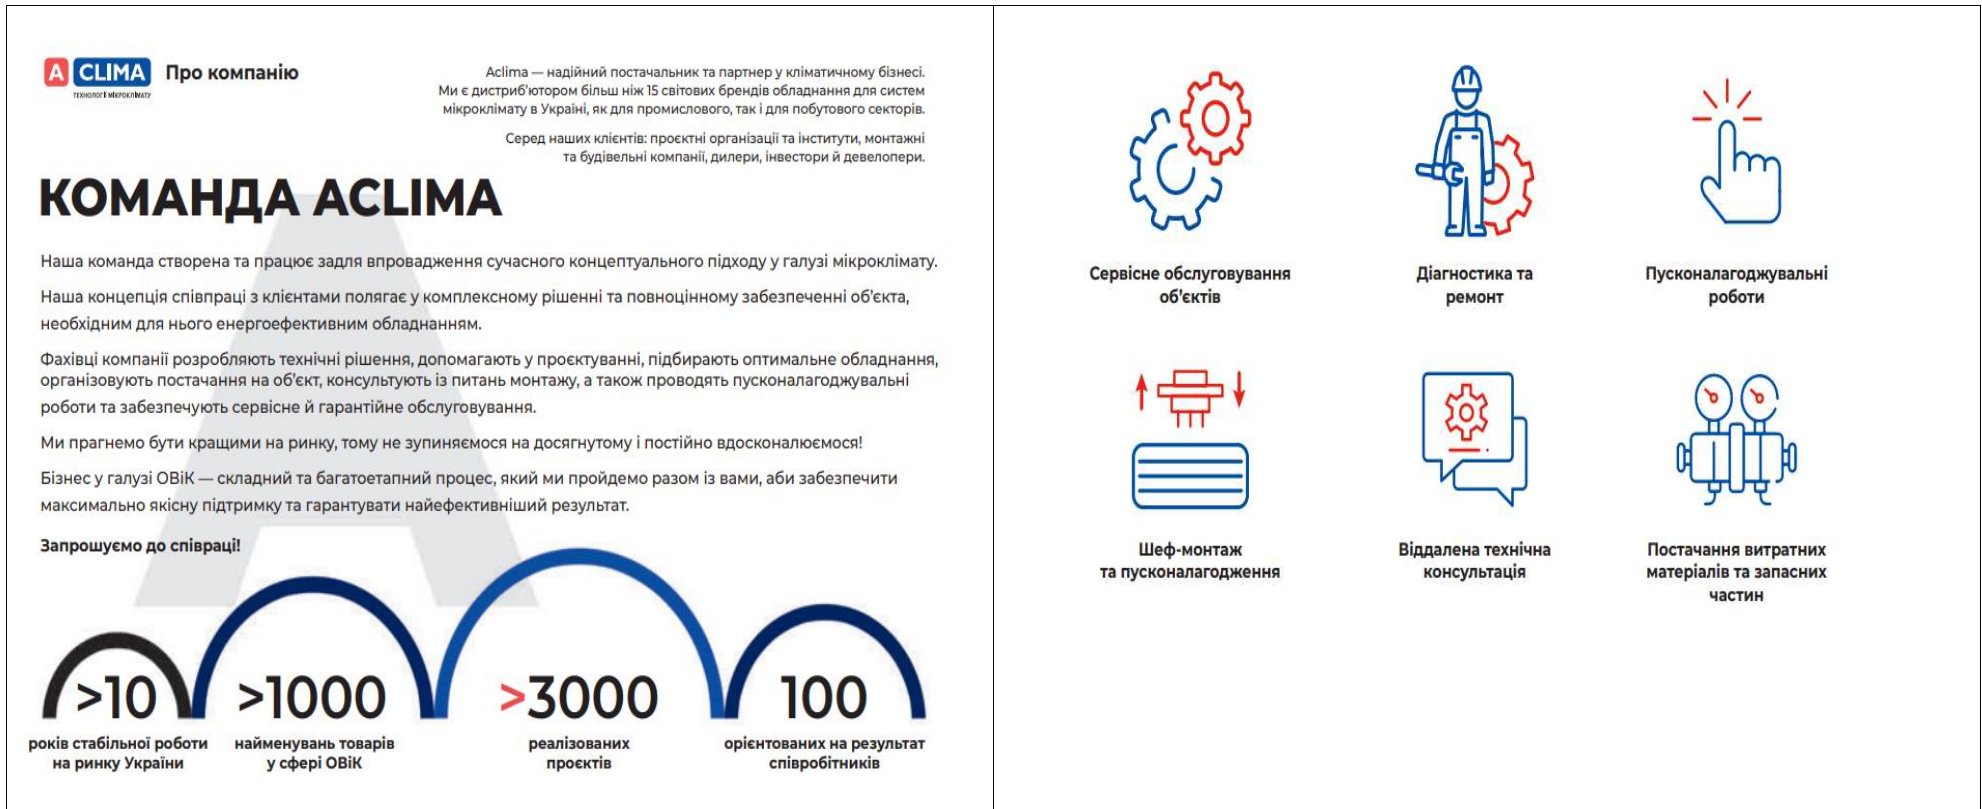 A CLIMA
ТЕХНОЛОГІЇ МІКРОКЛІМАТУ
Про компанію
Aclima — надійний постачальник та партнер у кліматичному бізнесі.
Ми є дистриб'ютором більш ніж 15 світових брендів обладнання для систем
мікроклімату в Україні, як для промислового, так і для побутового секторів.
Серед наших клієнтів: проєктні організації та інститути, монтажні
та будівельні компанії, дилери, інвестори й девелопери.
КОМАНДА ACLIMA
Наша команда створена та працює задля впровадження сучасного концептуального підходу у галузі мікроклімату.
Наша концепція співпраці з клієнтами полягає у комплексному рішенні та повноцінному забезпеченні об'єкта,
необхідним для нього енергоефективним обладнанням.
Фахівці компанії розробляють технічні рішення, допомагають у проєктуванні, підбирають оптимальне обладнання,
організовують постачання на об'єкт, консультують із питань монтажу, а також проводять пусконалагоджувальні
роботи та забезпечують сервісне й гарантійне обслуговування.
Ми прагнемо бути кращими на ринку, тому не зупиняємося на досягнутому і постійно вдосконалюємося!
Бізнес у галузі ОВіК — складний та багатоетапний процес, який ми пройдемо разом із вами, аби забезпечити
максимально якісну підтримку та гарантувати найефективніший результат.
Запрошуємо до співраці!
>10
років стабільної роботи
на ринку України
>1000
найменувань товарів
у сфері ОВіК
>3000
реалізованих
проєктів
100
орієнтованих на результат
співробітників
Сервісне обслуговування
об'єктів
Діагностика та
ремонт
Пусконалагоджувальні
роботи
Шеф-монтаж
та пусконалагодження
Віддалена технічна
консультація
Постачання витратних
матеріалів та запасних
частин